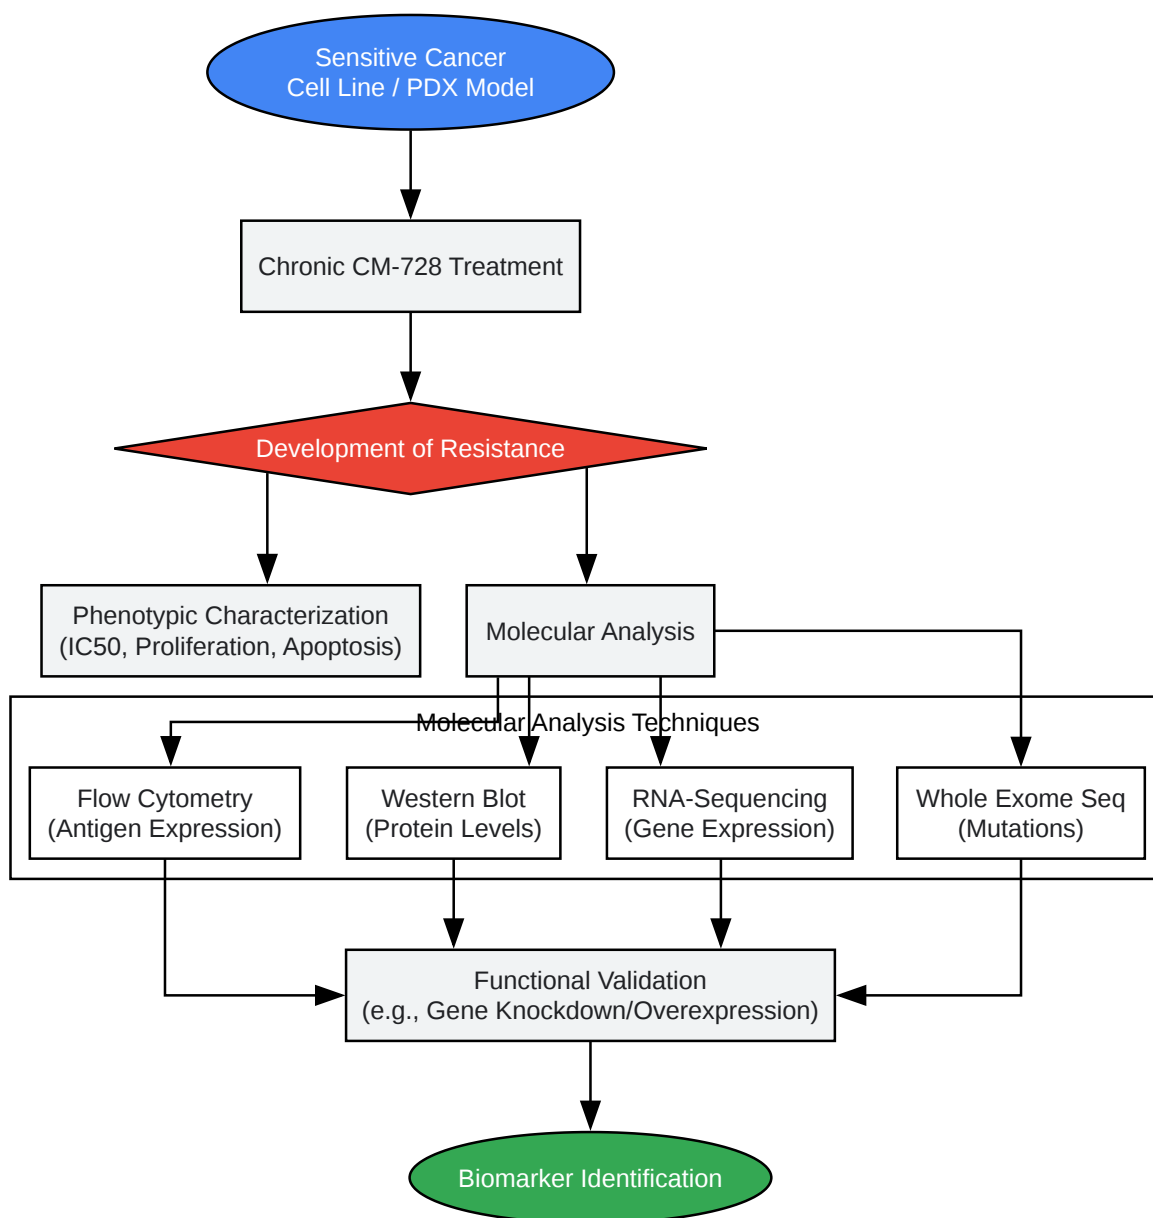 Sensitive Cancer
Cell Line / PDX Model
Chronic CM-728 Treatment
Development of Resistance
Phenotypic Characterization
(IC50, Proliferation, Apoptosis)
Molecular Analysis
Molecular Analysis Techniques
Flow Cytometry
(Antigen Expression)
Western Blot
(Protein Levels)
RNA-Sequencing
(Gene Expression)
Whole Exome Seq
(Mutations)
Functional Validation
(e.g., Gene Knockdown/Overexpression)
Biomarker Identification